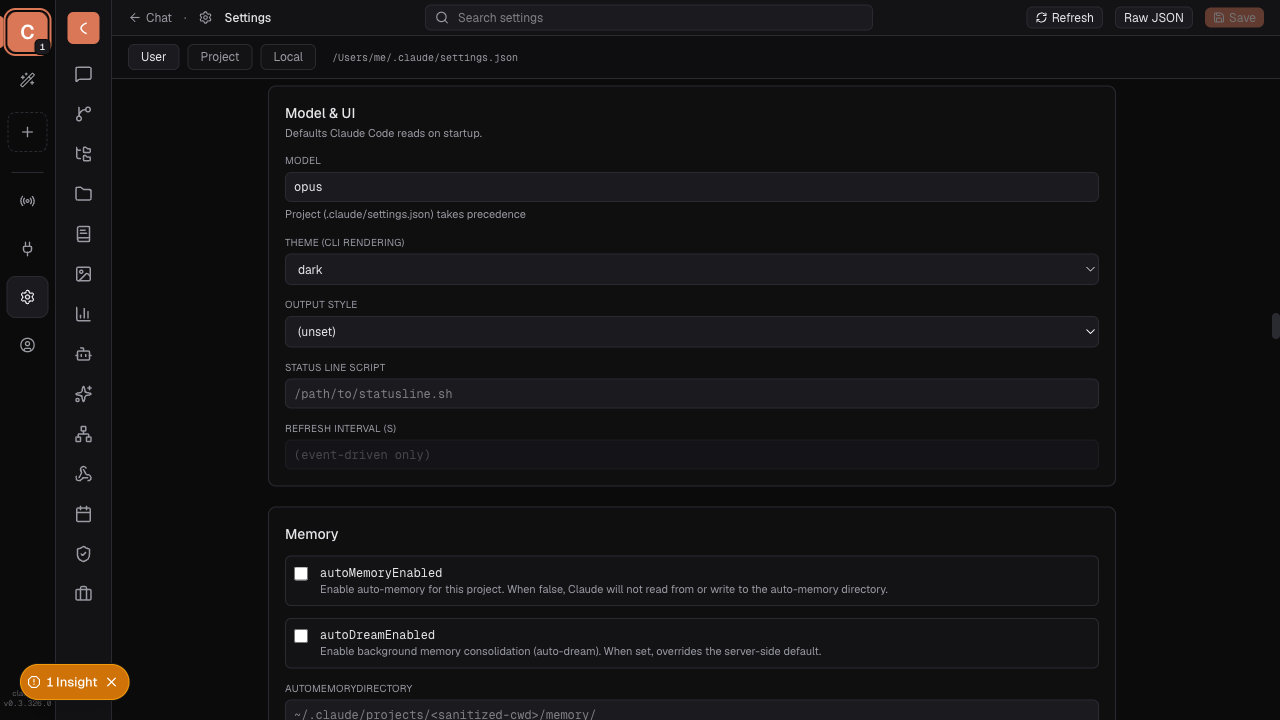 C
1
Chat
·
Settings
Search settings
Refresh
Raw JSON
Save
User
Project
Local
/Users/me/.claude/settings.json
Model & UI
Defaults Claude Code reads on startup.
MODEL
opus
Project (.claude/settings.json) takes precedence
THEME (CLI RENDERING)
dark
OUTPUT STYLE
(unset)
STATUS LINE SCRIPT
/path/to/statusline.sh
REFRESH INTERVAL (S)
(event-driven only)
Memory
autoMemoryEnabled
Enable auto-memory for this project. When false, Claude will not read from or write to the auto-memory directory.
autoDreamEnabled
Enable background memory consolidation (auto-dream). When set, overrides the server-side default.
AUTOMEMORYDIRECTORY
~/.claude/projects/<sanitized-cwd>/memory/
1 Insight
v0.3.326.0